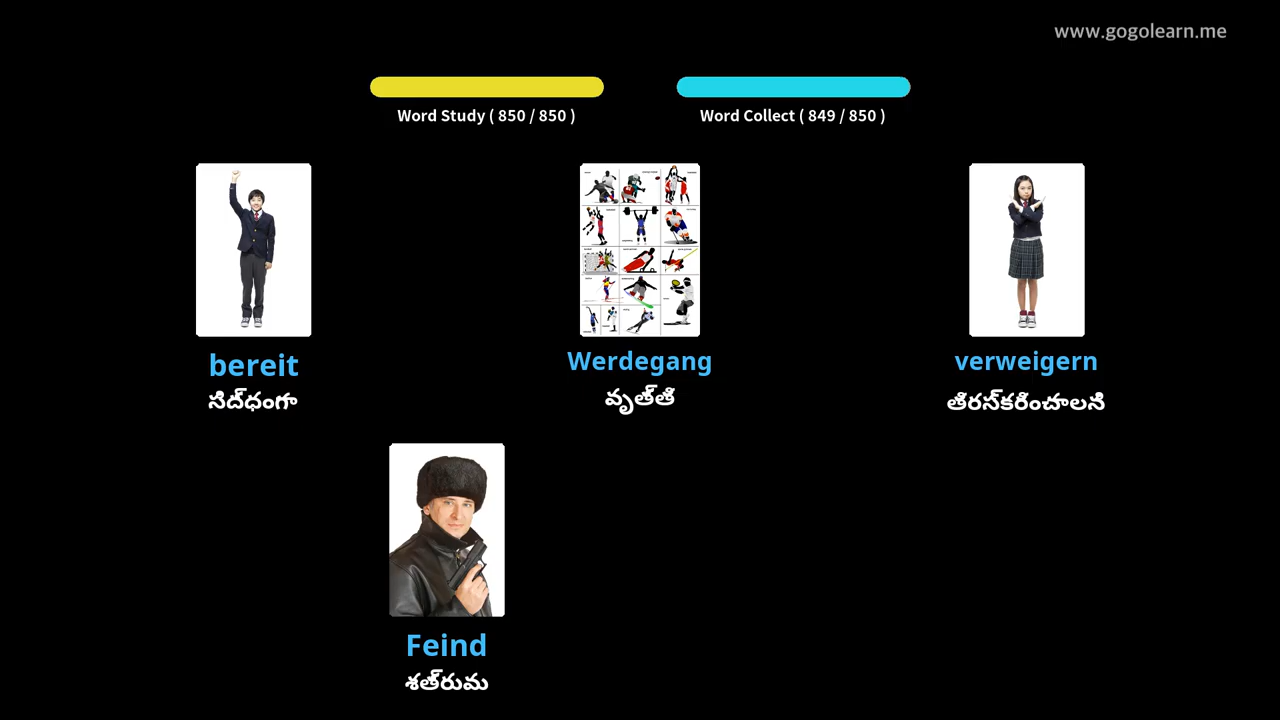 www.gogolearn.me
Word Study ( 850 / 850 )
Word Collect ( 849 / 850 )
bereit
సిద్ధంగా
Werdegang
వృత్తి
verweigern
తిరస్కరించాలని
Feind
శత్రుమ